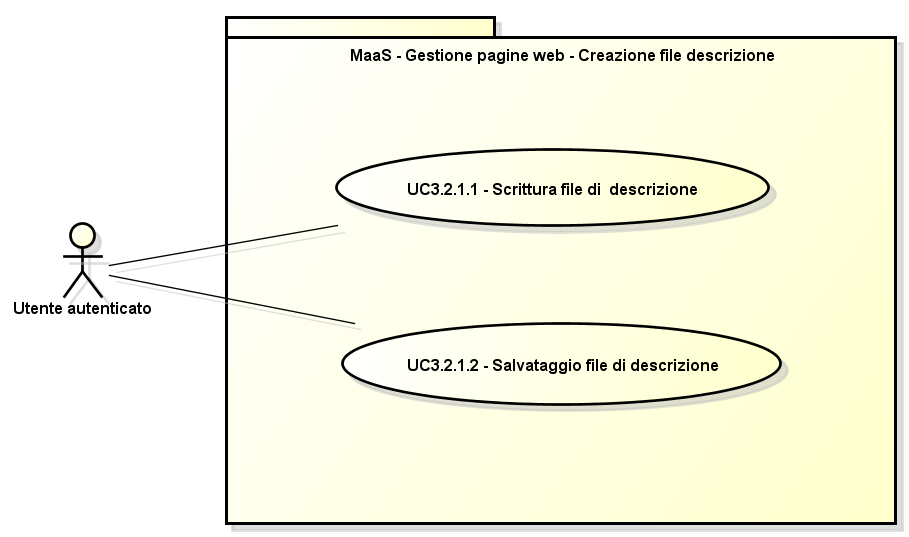 MaaS - Gestione pagine web - Creazione file descrizione
UC3.2.1.1 - Scrittura file di  descrizione
Utente autenticato
UC3.2.1.2 - Salvataggio file di descrizione